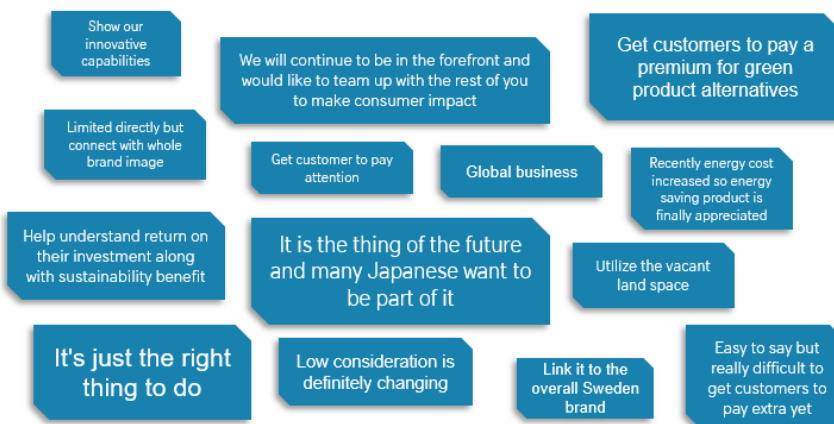 Show our
innovative
capabilities
We will continue to be in the forefront and
would like to team up with the rest of you
to make consumer impact
Get customers to pay a
premium for green
product alternatives
Limited directly but
connect with whole
brand image
Get customer to pay
attention
Global business
Recently energy cost
increased so energy
saving product is
finally appreciated
Help understand return on
their investment along
with sustainability benefit
It is the thing of the future
and many Japanese want to
be part of it
Utilize the vacant
land space
It's just the right
thing to do
Low consideration is
definitely changing
Link it to the
overall Sweden
brand
Easy to say but
really difficult to
get customers to
pay extra yet